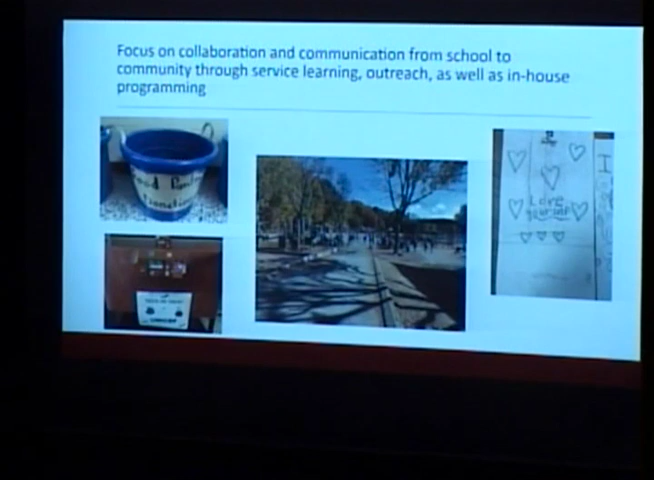 Focus on collaboration and communication from school to
community through service learning, outreach, as well as in-house
programming
Love